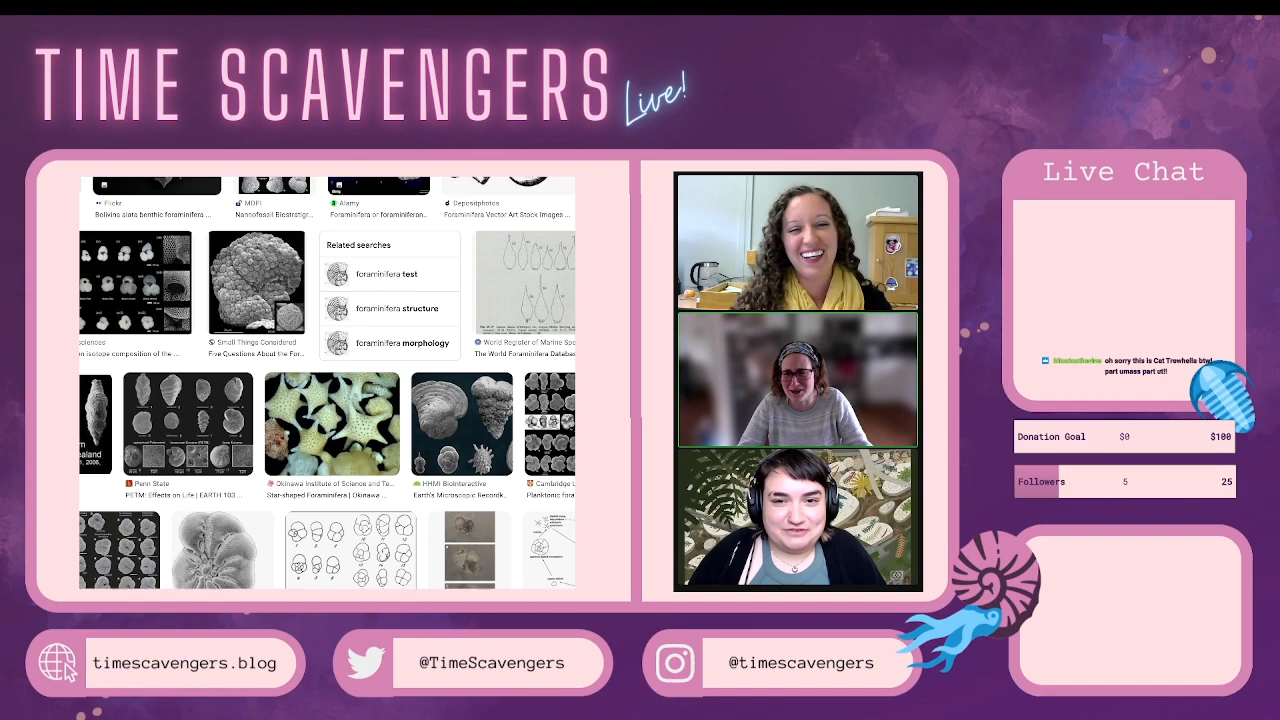 TIME SCAVENGERS
Live!
Flickr
Bolivina alata benthic foraminifera ...
MDPI
Nannofossil Biostratigr...
Alamy
Foraminifera or foraminiferan...
Depositphotos
Foraminifera Vector Art Stock Images ...
Related searches
foraminifera test
foraminifera structure
foraminifera morphology
n isotope composition of the ...
Small Things Considered
Five Questions About the For...
World Register of Marine Spe
The World Foraminifera Databas
aland
Penn State
PETM: Effects on Life | EARTH 103 ...
Okinawa Institute of Science and Te...
Star-shaped Foraminifera | Okinawa ...
HHMI BioInteractive
Earth's Microscopic Recordk...
Cambridge
Planktonic fora
Live Chat
oh sorry this is Cat Trewhella btw!
part umass part ut!!
Donation Goal $0 $100
Followers 5 25
timescavengers.blog
@TimeScavengers
@timescavengers